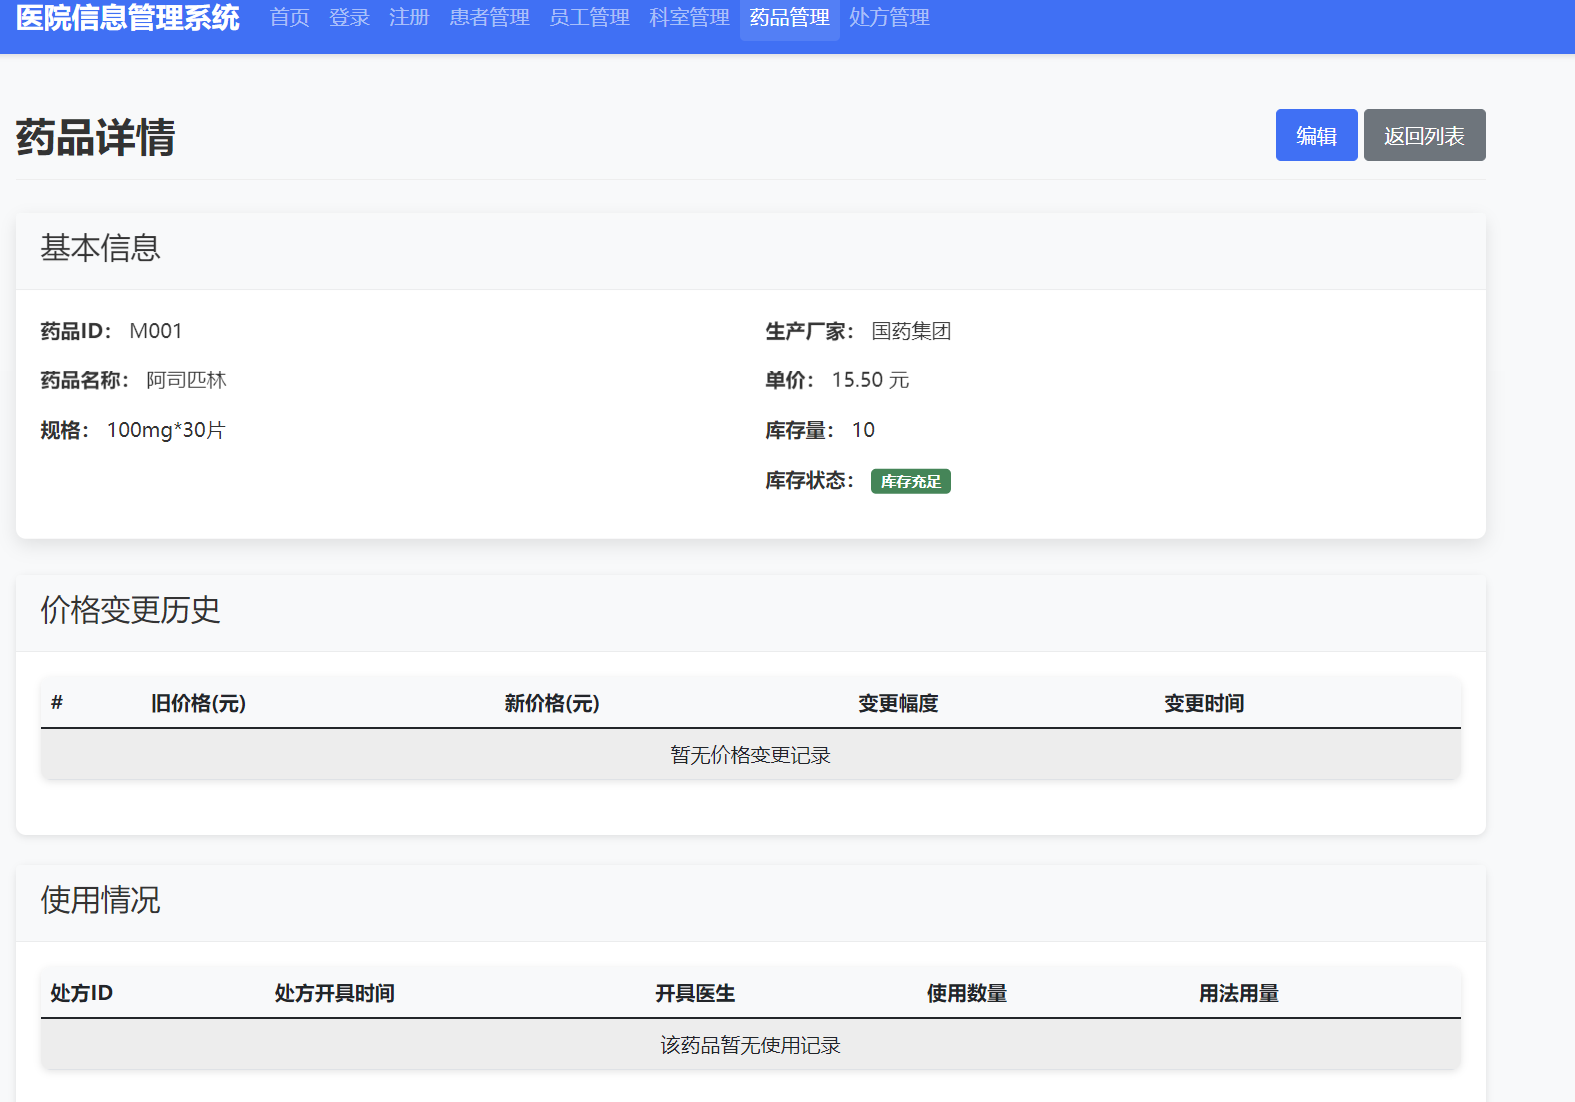 医院信息管理系统 首页 登录 注册 患者管理 员工管理 科室管理 药品管理 处方管理
药品详情 编辑 返回列表
基本信息
药品ID： M001 生产厂家： 国药集团
药品名称： 阿司匹林 单价： 15.50 元
规格： 100mg*30片 库存量： 10
库存状态： 库存充足
价格变更历史
# 旧价格(元) 新价格(元) 变更幅度 变更时间
暂无价格变更记录
使用情况
处方ID 处方开具时间 开具医生 使用数量 用法用量
该药品暂无使用记录